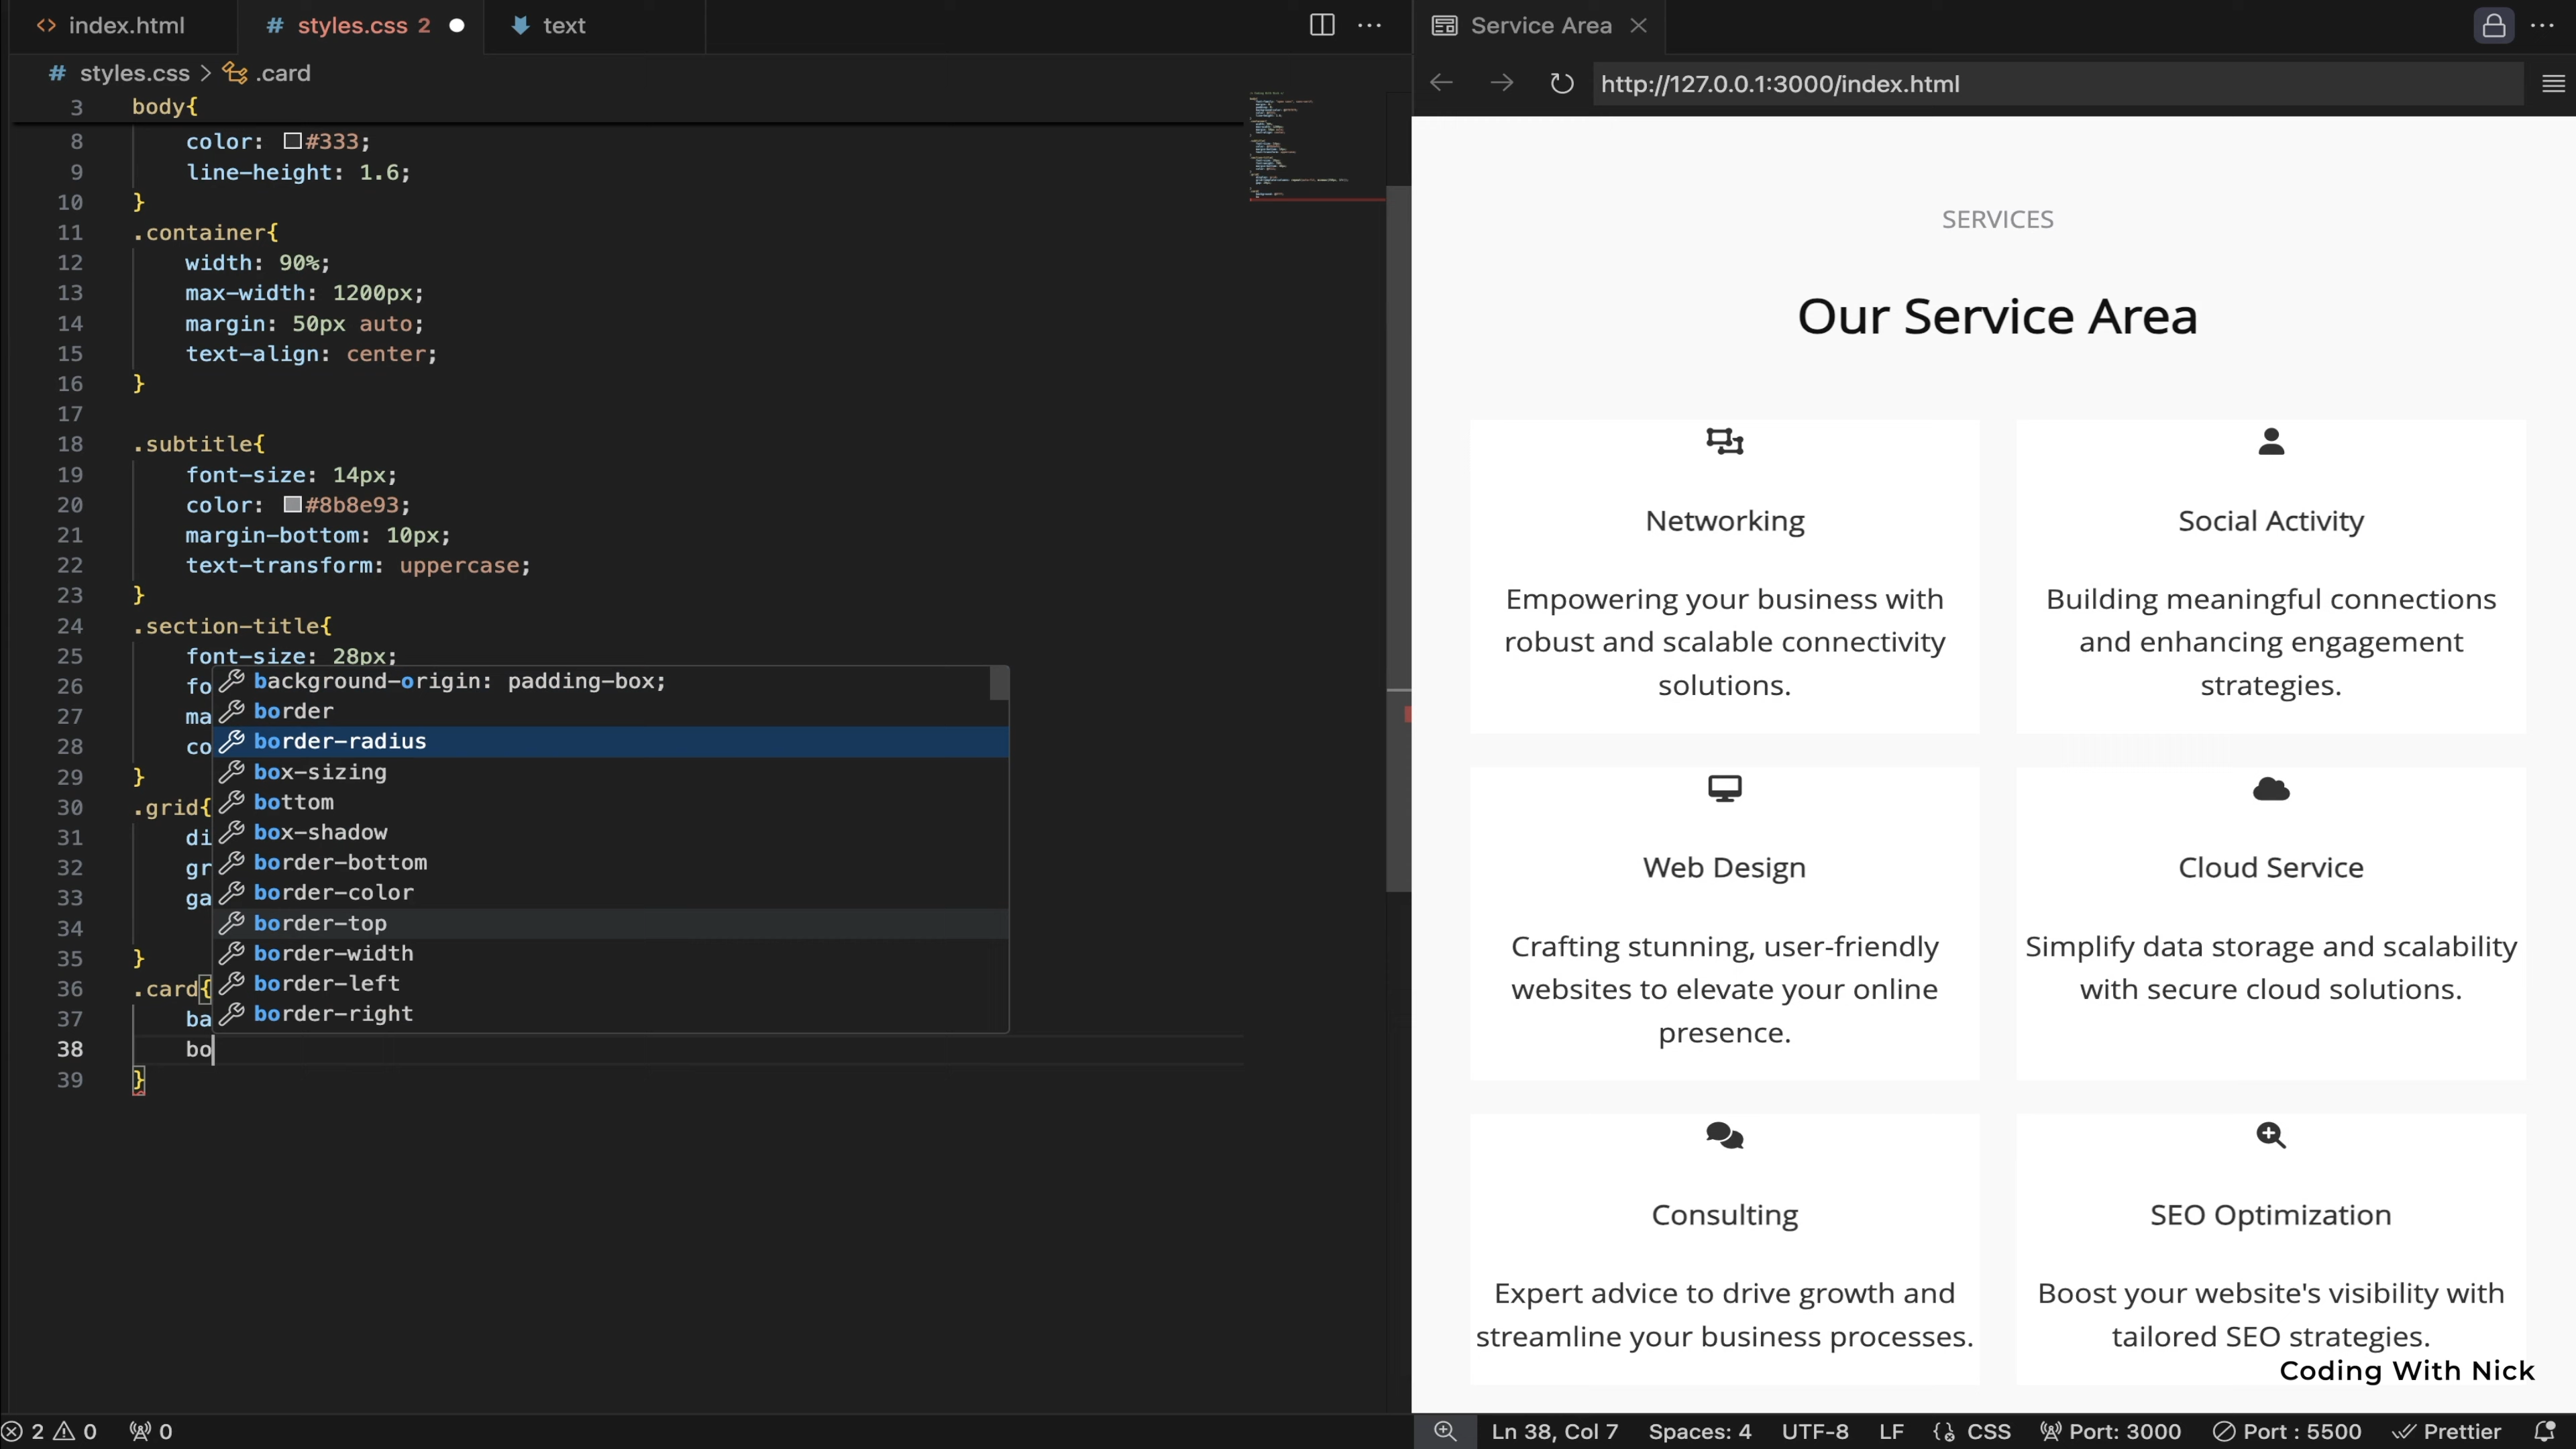 index.html
styles.css 2
text
styles.css > .card
3 body{
8 color: #333;
9 line-height: 1.6;
10 }
11 .container{
12 width: 90%;
13 max-width: 1200px;
14 margin: 50px auto;
15 text-align: center;
16 }
17
18 .subtitle{
19 font-size: 14px;
20 color: #8b8e93;
21 margin-bottom: 10px;
22 text-transform: uppercase;
23 }
24 .section-title{
25 font-size: 28px;
26 fo
27 ma
28 co
29 }
30 .grid{
31 di
32 gr
33 ga
34
35 }
36 .card{
37 ba
38 bo
39 }
background-origin: padding-box;
border
border-radius
box-sizing
bottom
box-shadow
border-bottom
border-color
border-top
border-width
border-left
border-right
Service Area
http://127.0.0.1:3000/index.html
SERVICES
Our Service Area
Networking
Empowering your business with
robust and scalable connectivity
solutions.
Social Activity
Building meaningful connections
and enhancing engagement
strategies.
Web Design
Crafting stunning, user-friendly
websites to elevate your online
presence.
Cloud Service
Simplify data storage and scalability
with secure cloud solutions.
Consulting
Expert advice to drive growth and
streamline your business processes.
SEO Optimization
Boost your website's visibility with
tailored SEO strategies.
Coding With Nick
2 0 0
Ln 38, Col 7 Spaces: 4 UTF-8 LF CSS Port: 3000 Port : 5500 Prettier